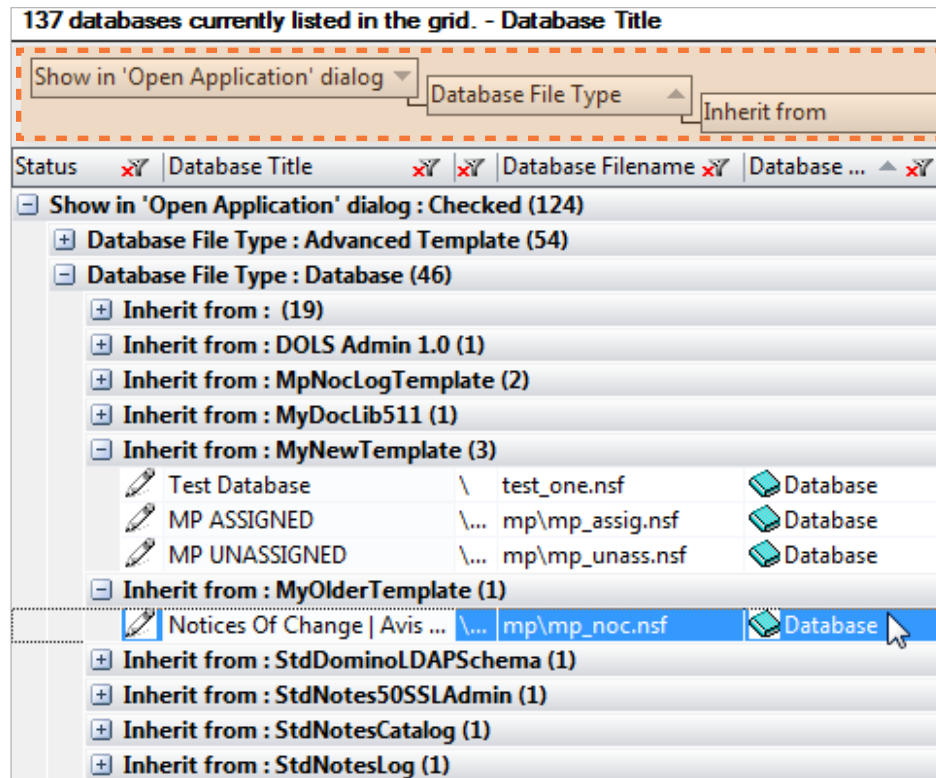 137 databases currently listed in the grid. - Database Title
Show in 'Open Application' dialog
Database File Type
Inherit from
Status Database Title Database Filename Database ...
Show in 'Open Application' dialog : Checked (124)
Database File Type : Advanced Template (54)
Database File Type : Database (46)
Inherit from : (19)
Inherit from : DOLS Admin 1.0 (1)
Inherit from : MpNocLogTemplate (2)
Inherit from : MyDocLib511 (1)
Inherit from : MyNewTemplate (3)
Test Database \ test_one.nsf Database
MP ASSIGNED \... mp\mp_assig.nsf Database
MP UNASSIGNED \... mp\mp_unass.nsf Database
Inherit from : MyOlderTemplate (1)
Notices Of Change | Avis ... \... mp\mp_noc.nsf Database
Inherit from : StdDominoLDAPSchema (1)
Inherit from : StdNotes50SSLAdmin (1)
Inherit from : StdNotesCatalog (1)
Inherit from : StdNotesLog (1)